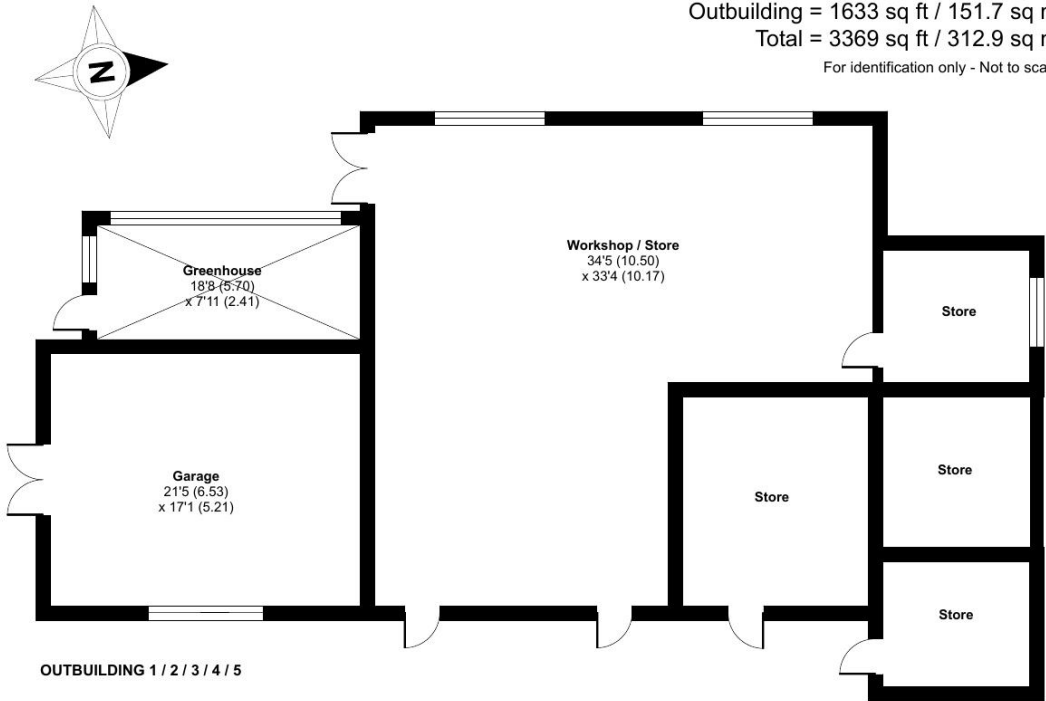 Outbuilding = 1633 sq ft / 151.7 sq
Total = 3369 sq ft / 312.9 sq
For identification only - Not to
N
Workshop / Store
34'5 (10.50)
x 33'4 (10.17)
Greenhouse
18'8 (5.70)
x 7'11 (2.41)
Store
Garage
21'5 (6.53)
x 17'1 (5.21)
Store
Store
Store
OUTBUILDING 1 / 2 / 3 / 4 / 5